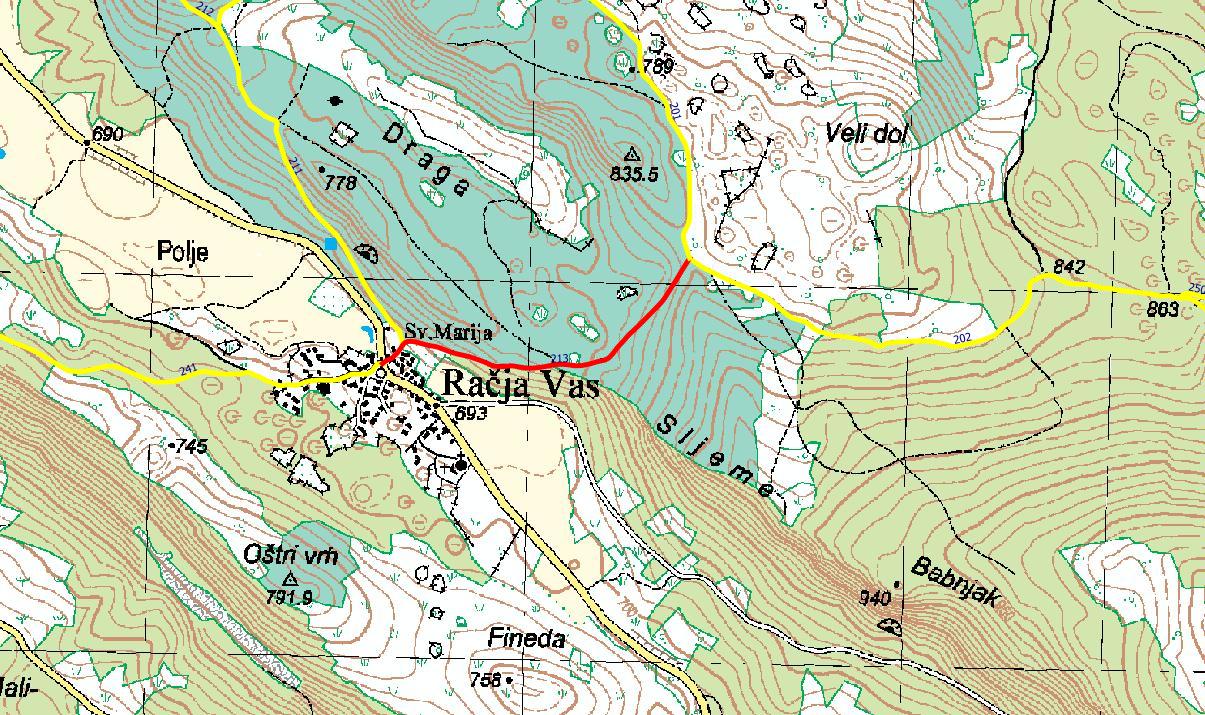 212
789
201
690
Draga
Veli dol
835.5
778
211
Polje
842
863
250
Sv.Marija
213
202
241
Račja Vas
693
745
Sljeme
Oštri vrh
791.9
Babnjak
940
700
Fineda
758